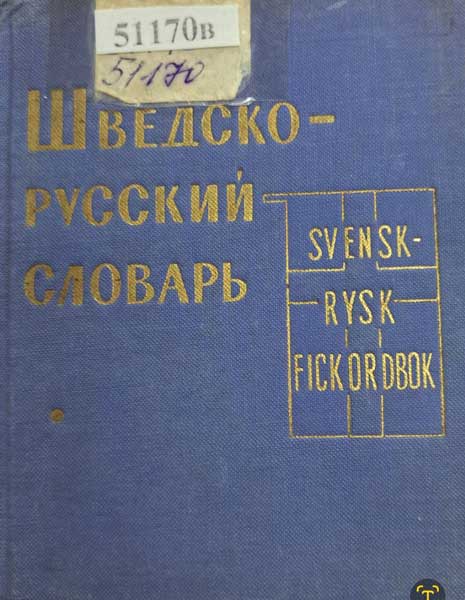 51170в
51170
ШВЕДСКО-
РУССКИЙ
СЛОВАРЬ
SVENSK-
RYSK
FICKORDBOK